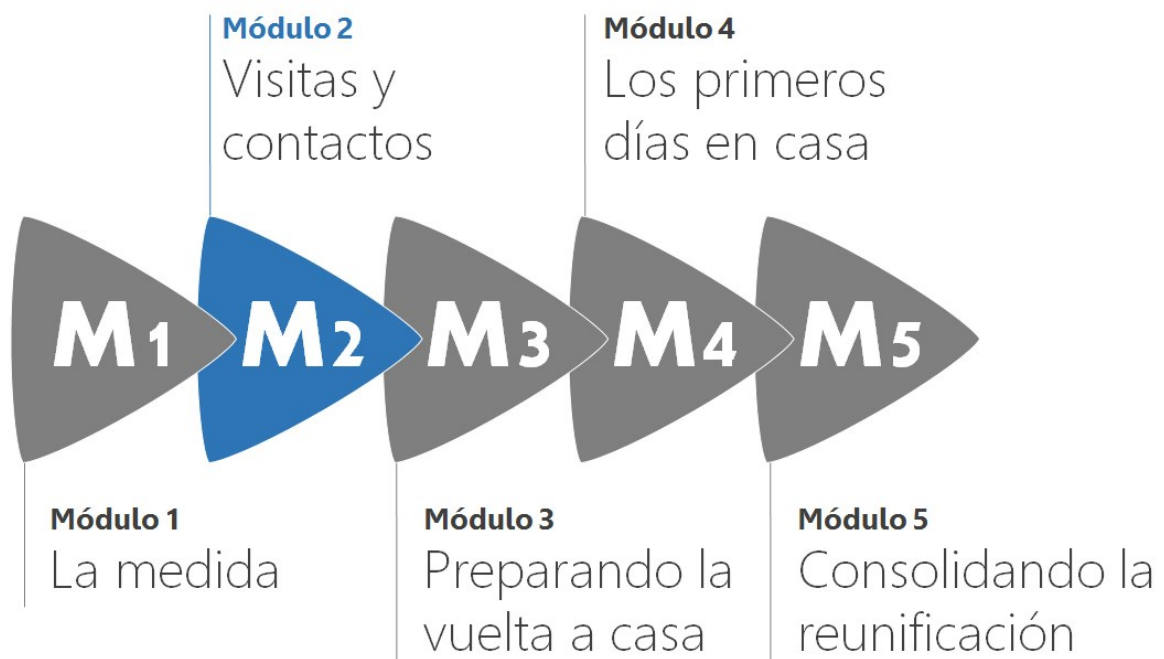 Módulo 2
Visitas y
contactos
Módulo 4
Los primeros
días en casa
M1
M2
M3
M4
M5
Módulo 1
La medida
Módulo 3
Preparando la
vuelta a casa
Módulo 5
Consolidando la
reunificación